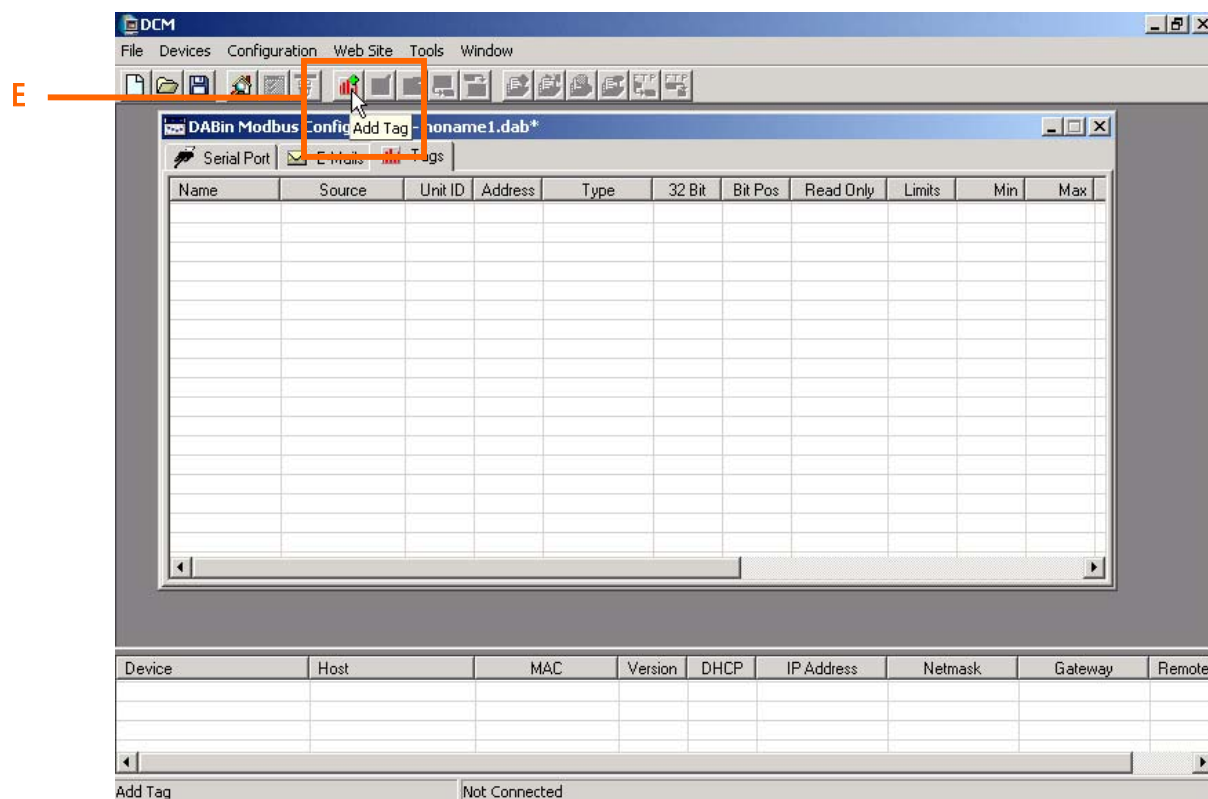 DCM
File Devices Configuration Web Site Tools Window
E
Add Tag
DABin Modbus Config - noname1.dab*
Serial Port E-Mails Tags
Name Source Unit ID Address Type 32 Bit Bit Pos Read Only Limits Min Max
Device Host MAC Version DHCP IP Address Netmask Gateway Remote
Add Tag Not Connected